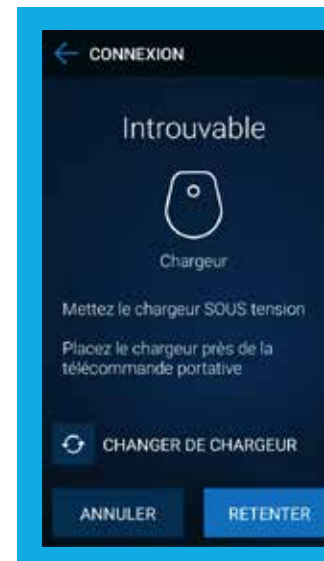 CONNEXION
Introuvable
Chargeur
Mettez le chargeur SOUS tension
Placez le chargeur près de la
télécommande portative
CHANGER DE CHARGEUR
ANNULER
RETENTER